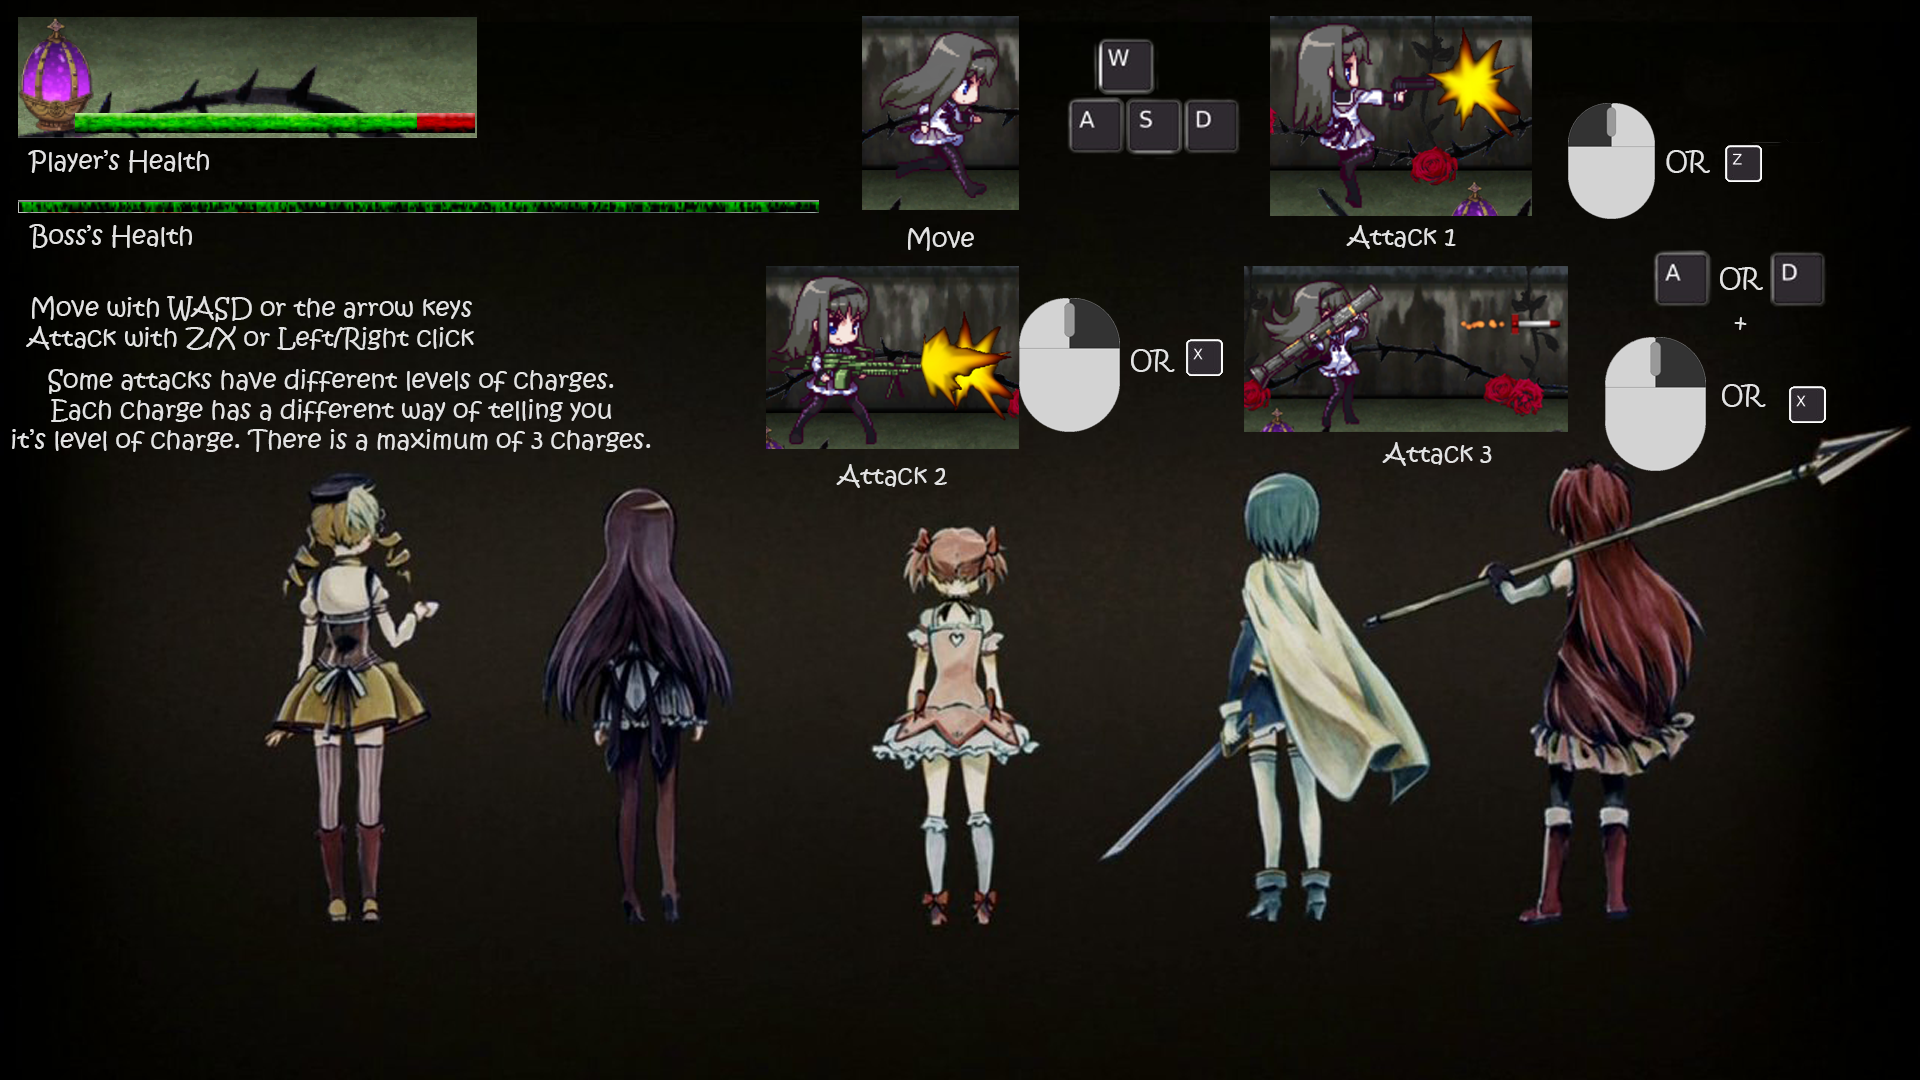 Player's Health
Boss's Health
Move with WASD or the arrow keys
Attack with Z/X or Left/Right click
Some attacks have different levels of charges.
Each charge has a different way of telling you
it's level of charge. There is a maximum of 3 charges.
Move
W
A S D
Attack 1
OR Z
Attack 2
OR X
Attack 3
A OR D
+
OR X